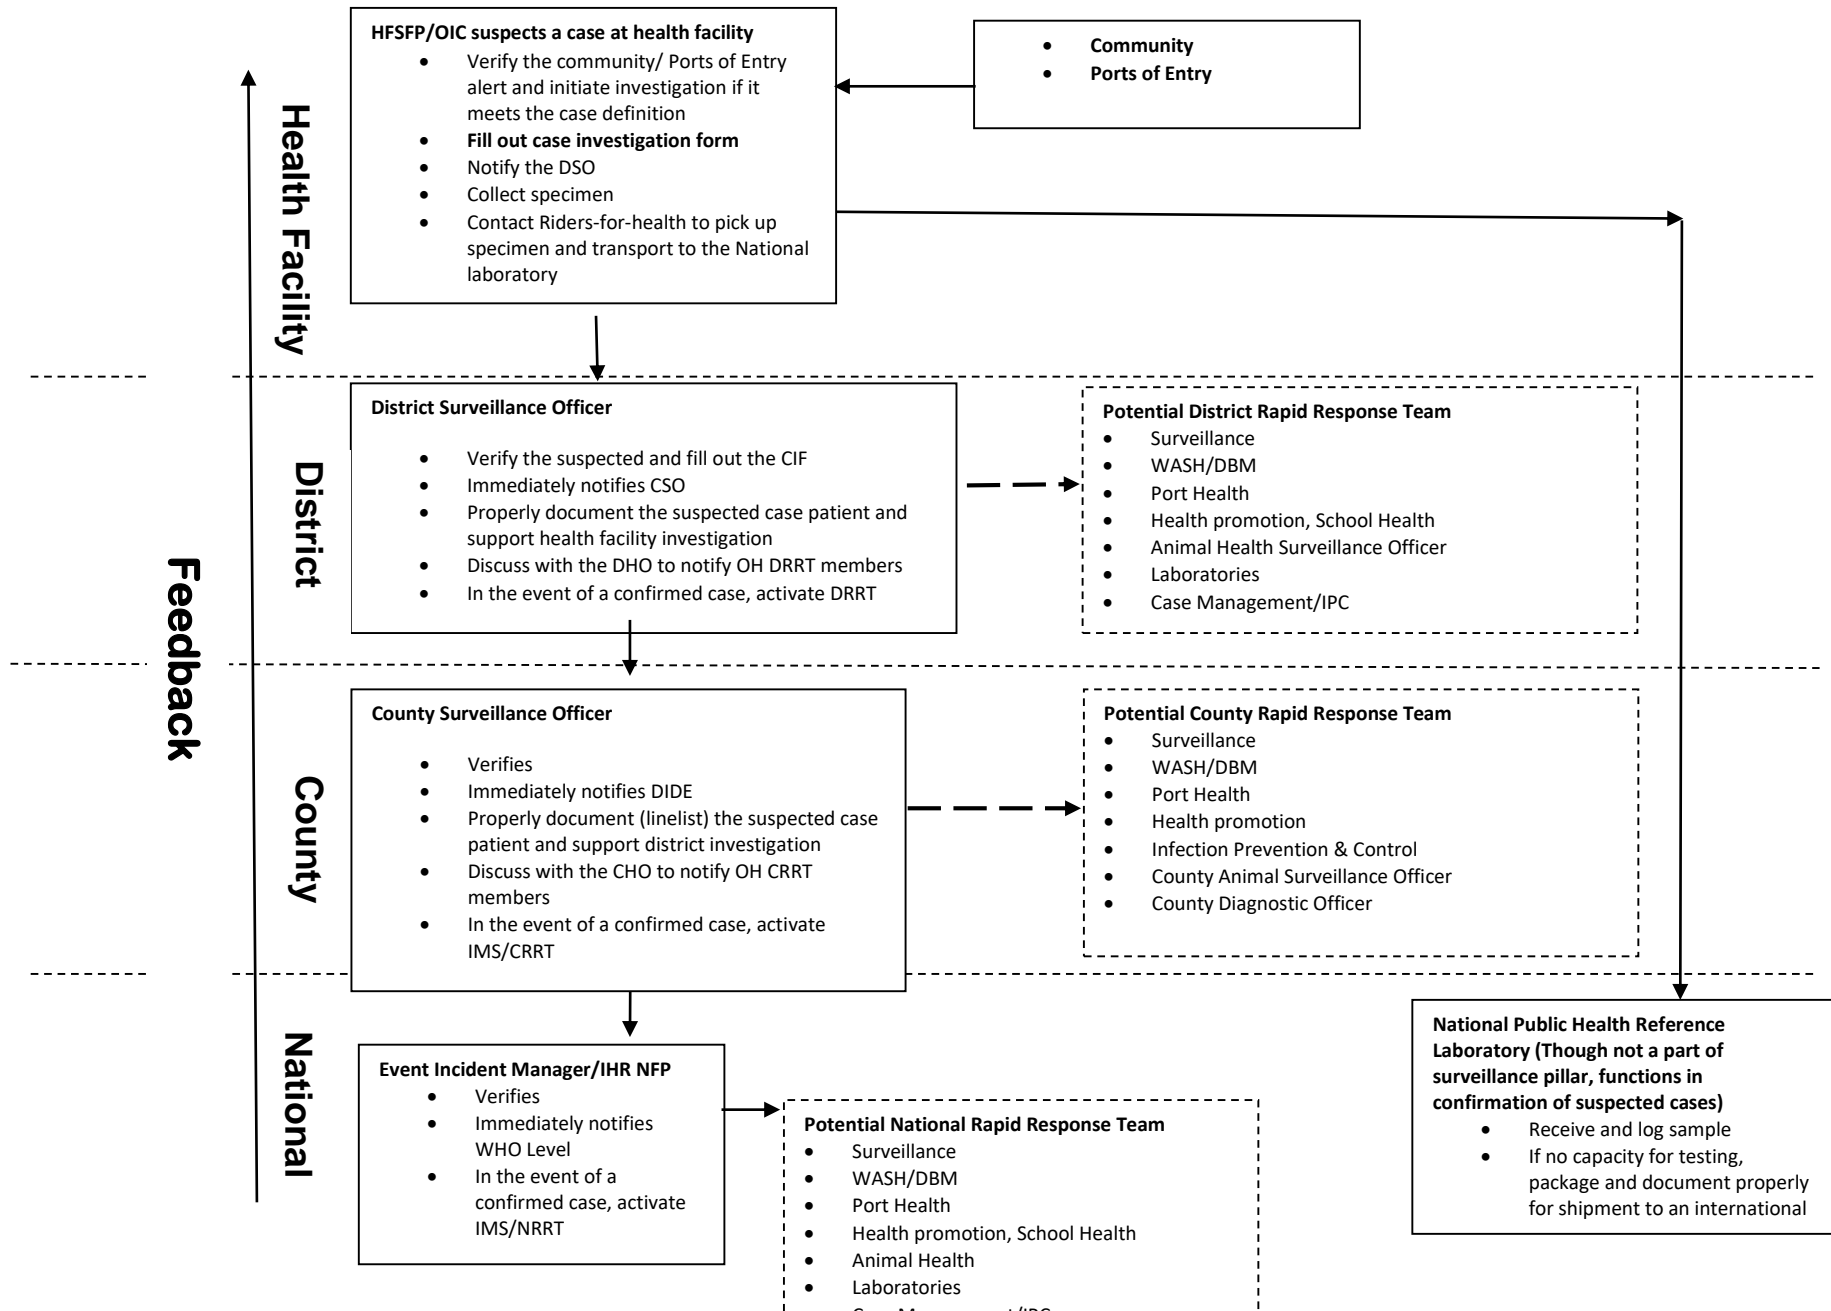 HFSFP/OIC suspects a case at health facility
• Verify the community/ Ports of Entry
alert and initiate investigation if it
meets the case definition
• Fill out case investigation form
• Notify the DSO
• Collect specimen
• Contact Riders-for-health to pick up
specimen and transport to the National
laboratory
• Community
• Ports of Entry
Health Facility
District Surveillance Officer
• Verify the suspected and fill out the CIF
• Immediately notifies CSO
• Properly document the suspected case patient and
support health facility investigation
• Discuss with the DHO to notify OH DRRT members
• In the event of a confirmed case, activate DRRT
Potential District Rapid Response Team
• Surveillance
• WASH/DBM
• Port Health
• Health promotion, School Health
• Animal Health Surveillance Officer
• Laboratories
• Case Management/IPC
District
Feedback
County Surveillance Officer
• Verifies
• Immediately notifies DIDE
• Properly document (linelist) the suspected case
patient and support district investigation
• Discuss with the CHO to notify OH CRRT
members
• In the event of a confirmed case, activate
IMS/CRRT
Potential County Rapid Response Team
• Surveillance
• WASH/DBM
• Port Health
• Health promotion
• Infection Prevention & Control
• County Animal Surveillance Officer
• County Diagnostic Officer
County
National
Event Incident Manager/IHR NFP
• Verifies
• Immediately notifies
WHO Level
• In the event of a
confirmed case, activate
IMS/NRRT
Potential National Rapid Response Team
• Surveillance
• WASH/DBM
• Port Health
• Health promotion, School Health
• Animal Health
• Laboratories
National Public Health Reference
Laboratory (Though not a part of
surveillance pillar, functions in
confirmation of suspected cases)
• Receive and log sample
• If no capacity for testing,
package and document properly
for shipment to an international